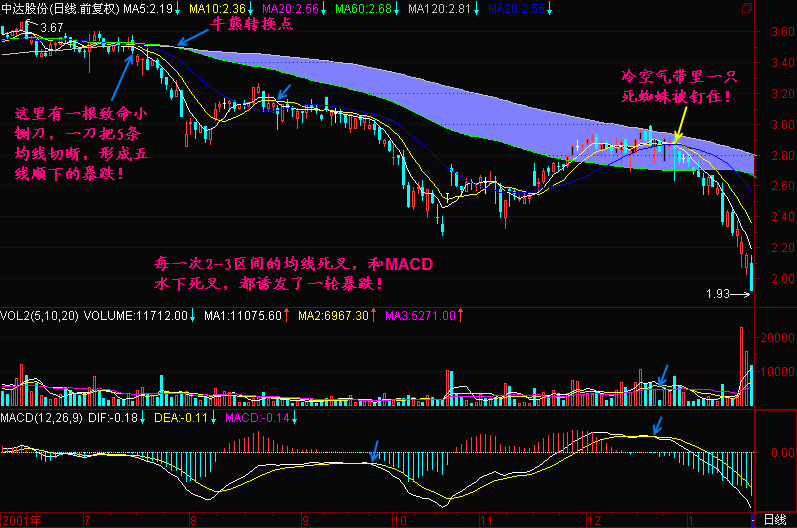 中达股份(日线.前复权) MA5:2.19↓ MA10:2.36↓ MA20:2.56↓ MA60:2.68↓ MA120:2.81↓ MA20:2.56↓
牛熊转换点
3.67
3.60
3.40
3.20
3.00
2.80
2.60
2.40
2.20
2.00
冷空气带里一只
死蜘蛛被钉住!
这里有一根致命小
铡刀,一刀把5条
均线切断,形成五
线顺下的暴跌!
每一次2-3区间的均线死叉,和MACD
水下死叉,都诱发了一轮暴跌!
1.93
VOL2(5,10,20) VOLUME:11712.00↓ MA1:11075.60↑ MA2:6967.30↑ MA3:5271.00↑
20000
10000
MACD(12,26,9) DIF:-0.18↓ DEA:-0.11↓ MACD:-0.14↓
0.00
2001年 7 8 9 10 11 12 1 日线